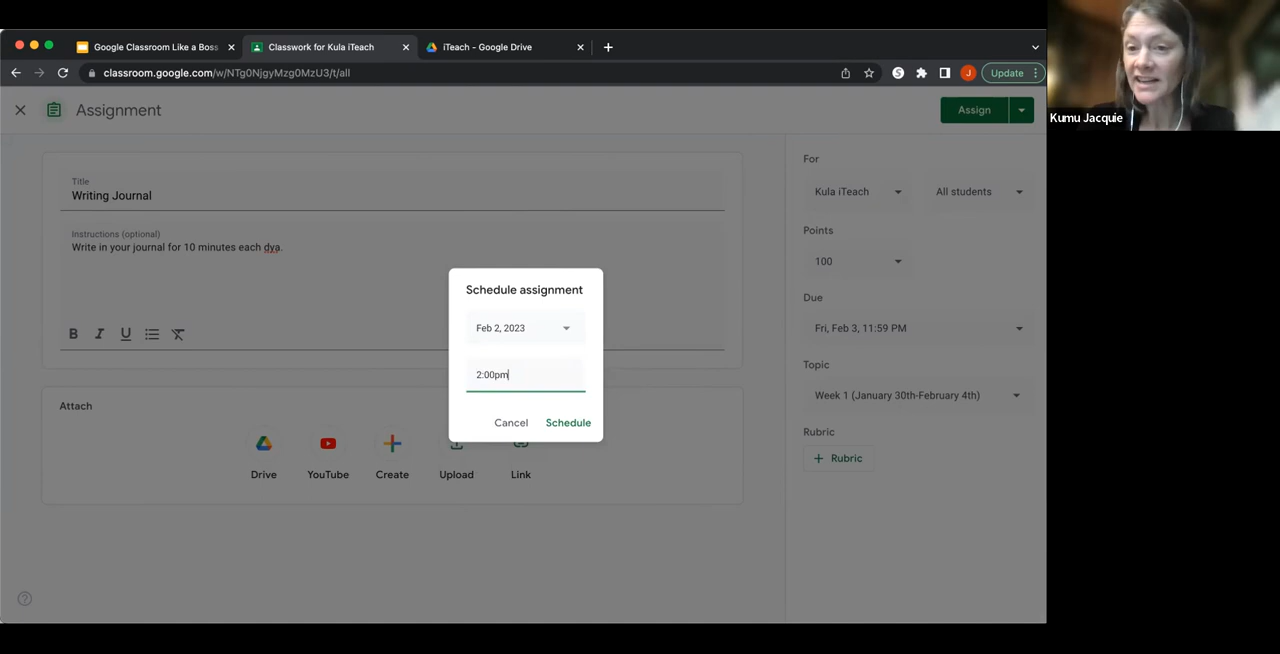 Google Classroom Like a Boss
Classwork for Kula iTeach
iTeach - Google Drive
classroom.google.com/w/NTg0NjgyMzg0MzU3/t/all
S
J
Update
Kumu Jacquie
Assignment
Assign
Title
Writing Journal
Instructions (optional)
Write in your journal for 10 minutes each dya.
B I U
Attach
Drive
YouTube
Create
Upload
Link
Schedule assignment
Feb 2, 2023
2:00pm
Cancel
Schedule
For
Kula iTeach
All students
Points
100
Due
Fri, Feb 3, 11:59 PM
Topic
Week 1 (January 30th-February 4th)
Rubric
+ Rubric